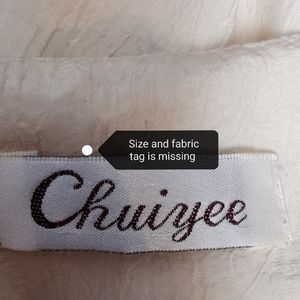 Size and fabric
tag is missing
Chuiyee